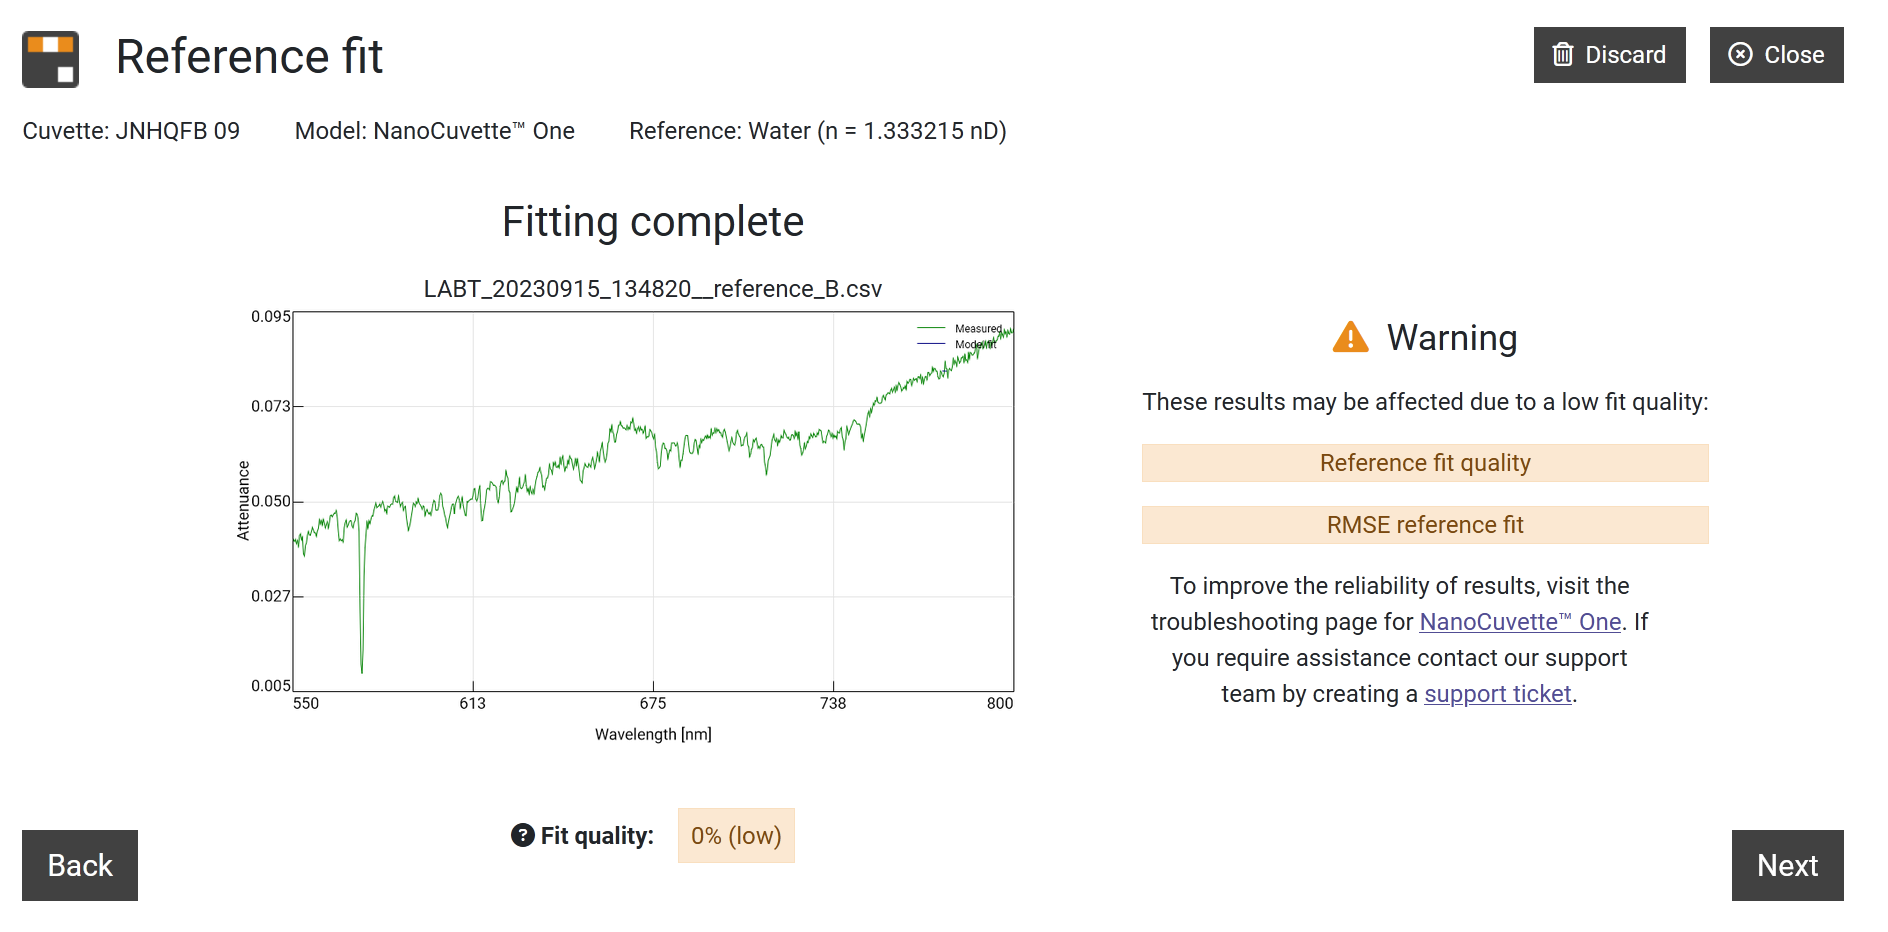 Reference fit
Discard
Close
Cuvette: JNHQFB 09
Model: NanoCuvette™ One
Reference: Water (n = 1.333215 nD)
Fitting complete
LABT_20230915_134820__reference_B.csv
0.095
0.073
0.050
0.027
0.005
Attenuance
Measured
Model fit
550
613
675
738
800
Wavelength [nm]
Fit quality:
0% (low)
Warning
These results may be affected due to a low fit quality:
Reference fit quality
RMSE reference fit
To improve the reliability of results, visit the
troubleshooting page for NanoCuvette™ One. If
you require assistance contact our support
team by creating a support ticket.
Back
Next